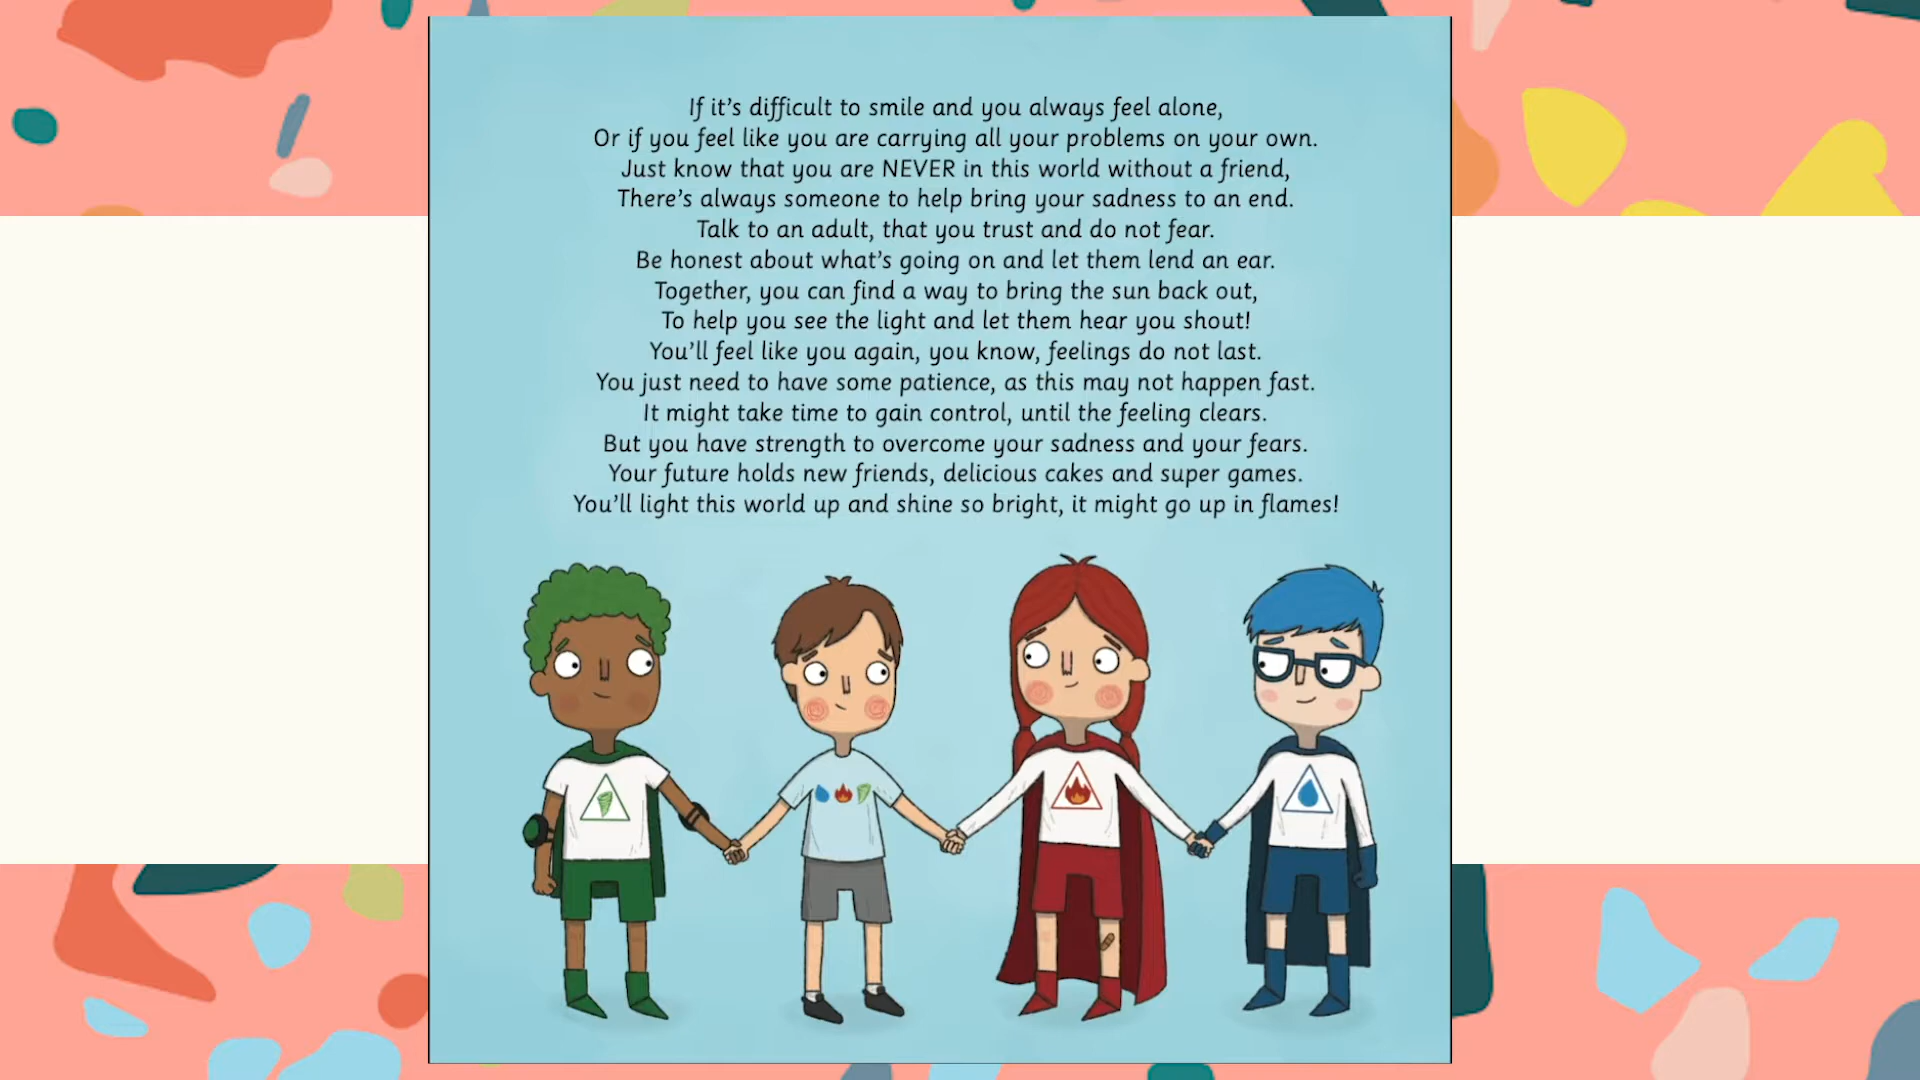 If it's difficult to smile and you always feel alone,
Or if you feel like you are carrying all your problems on your own.
Just know that you are NEVER in this world without a friend,
There's always someone to help bring your sadness to an end.
Talk to an adult, that you trust and do not fear.
Be honest about what's going on and let them lend an ear.
Together, you can find a way to bring the sun back out,
To help you see the light and let them hear you shout!
You'll feel like you again, you know, feelings do not last.
You just need to have some patience, as this may not happen fast.
It might take time to gain control, until the feeling clears.
But you have strength to overcome your sadness and your fears.
Your future holds new friends, delicious cakes and super games.
You'll light this world up and shine so bright, it might go up in flames!